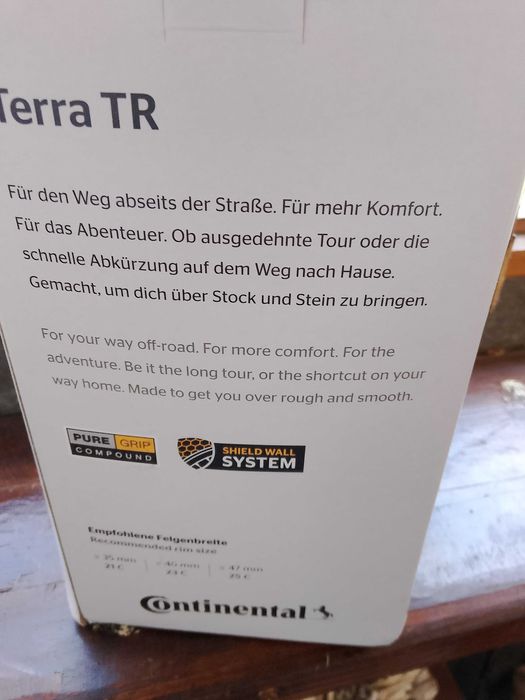 Terra TR
Für den Weg abseits der Straße. Für mehr Komfort.
Für das Abenteuer. Ob ausgedehnte Tour oder die
schnelle Abkürzung auf dem Weg nach Hause.
Gemacht, um dich über Stock und Stein zu bringen.
For your way off-road. For more comfort. For the
adventure. Be it the long tour, or the shortcut on your
way home. Made to get you over rough and smooth.
PURE GRIP
COMPOUND
SHIELD WALL
SYSTEM
Empfohlene Felgenbreite
Recommended rim size
Continental